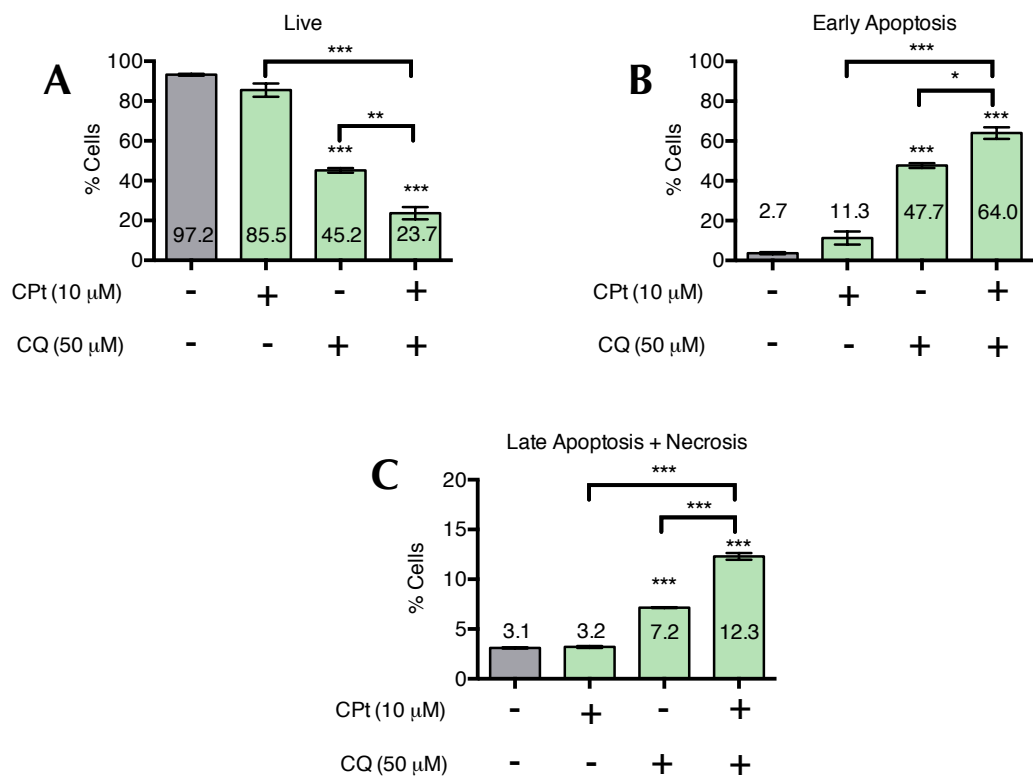 Live
A
% Cells
100
80
60
40
20
0
***
**
***
***
97.2 85.5 45.2 23.7
CPt (10 μM) - + - +
CQ (50 μM) - - + +
Early Apoptosis
B
% Cells
100
80
60
40
20
0
***
*
***
***
2.7 11.3 47.7 64.0
CPt (10 μM) - + - +
CQ (50 μM) - - + +
Late Apoptosis + Necrosis
C
% Cells
20
15
10
5
0
***
***
***
***
3.1 3.2 7.2 12.3
CPt (10 μM) - + - +
CQ (50 μM) - - + +